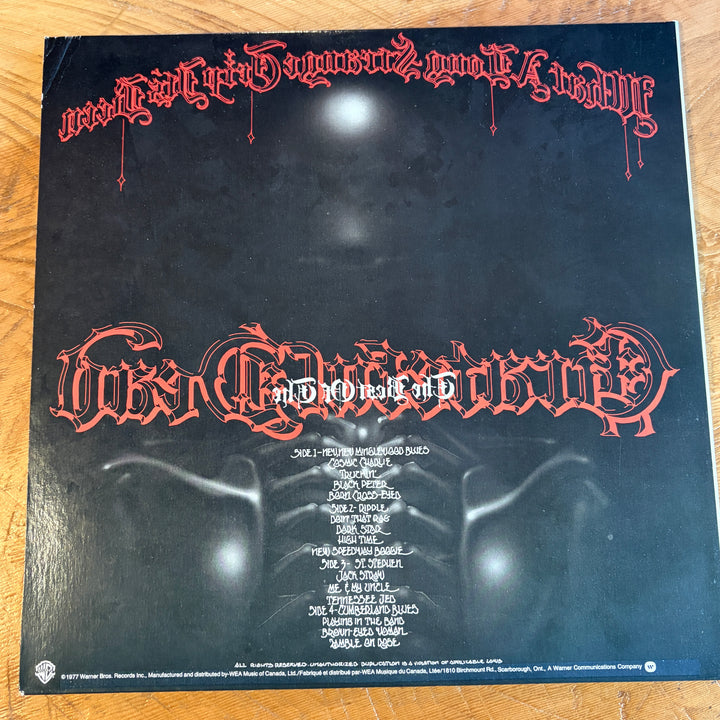 What A Long Strange Trip It's Been
Grateful Dead
The Best Of The
SIDE 1 - NEW, NEW MINGLEWOOD BLUES
COSMIC CHARLIE
TRUCKIN'
BLACK PETER
BORN CROSS-EYED
SIDE 2 - RIPPLE
DON'T THAT RAG
DARK STAR
HIGH TIME
NEW SPEEDWAY BOOGIE
SIDE 3 - ST. STEPHEN
JACK STRAW
ME & MY UNCLE
TENNESSEE JED
SIDE 4 - CUMBERLAND BLUES
PLAYING IN THE BAND
BROWN-EYED WOMAN
RAMBLE ON ROSE
ALL RIGHTS RESERVED. UNAUTHORIZED DUPLICATION IS A VIOLATION OF APPLICABLE LAWS
© 1977 Warner Bros. Records Inc., Manufactured and distributed by-WEA Music of Canada, Ltd./Fabriqué et distribué par-WEA Musique du Canada, Ltée/1810 Birchmount Rd., Scarborough, Ont., A Warner Communications Company